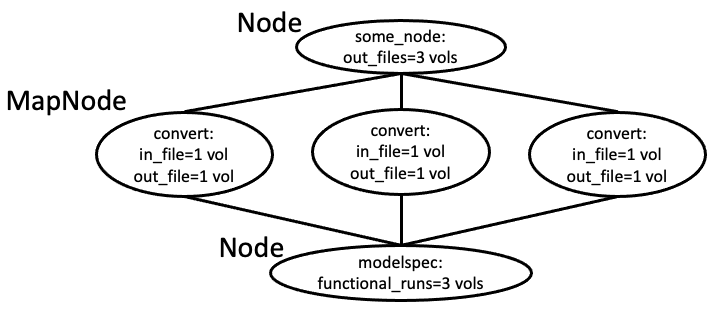 Node
some_node:
out_files=3 vols
MapNode
convert:
in_file=1 vol
out_file=1 vol
convert:
in_file=1 vol
out_file=1 vol
convert:
in_file=1 vol
out_file=1 vol
Node
modelspec:
functional_runs=3 vols